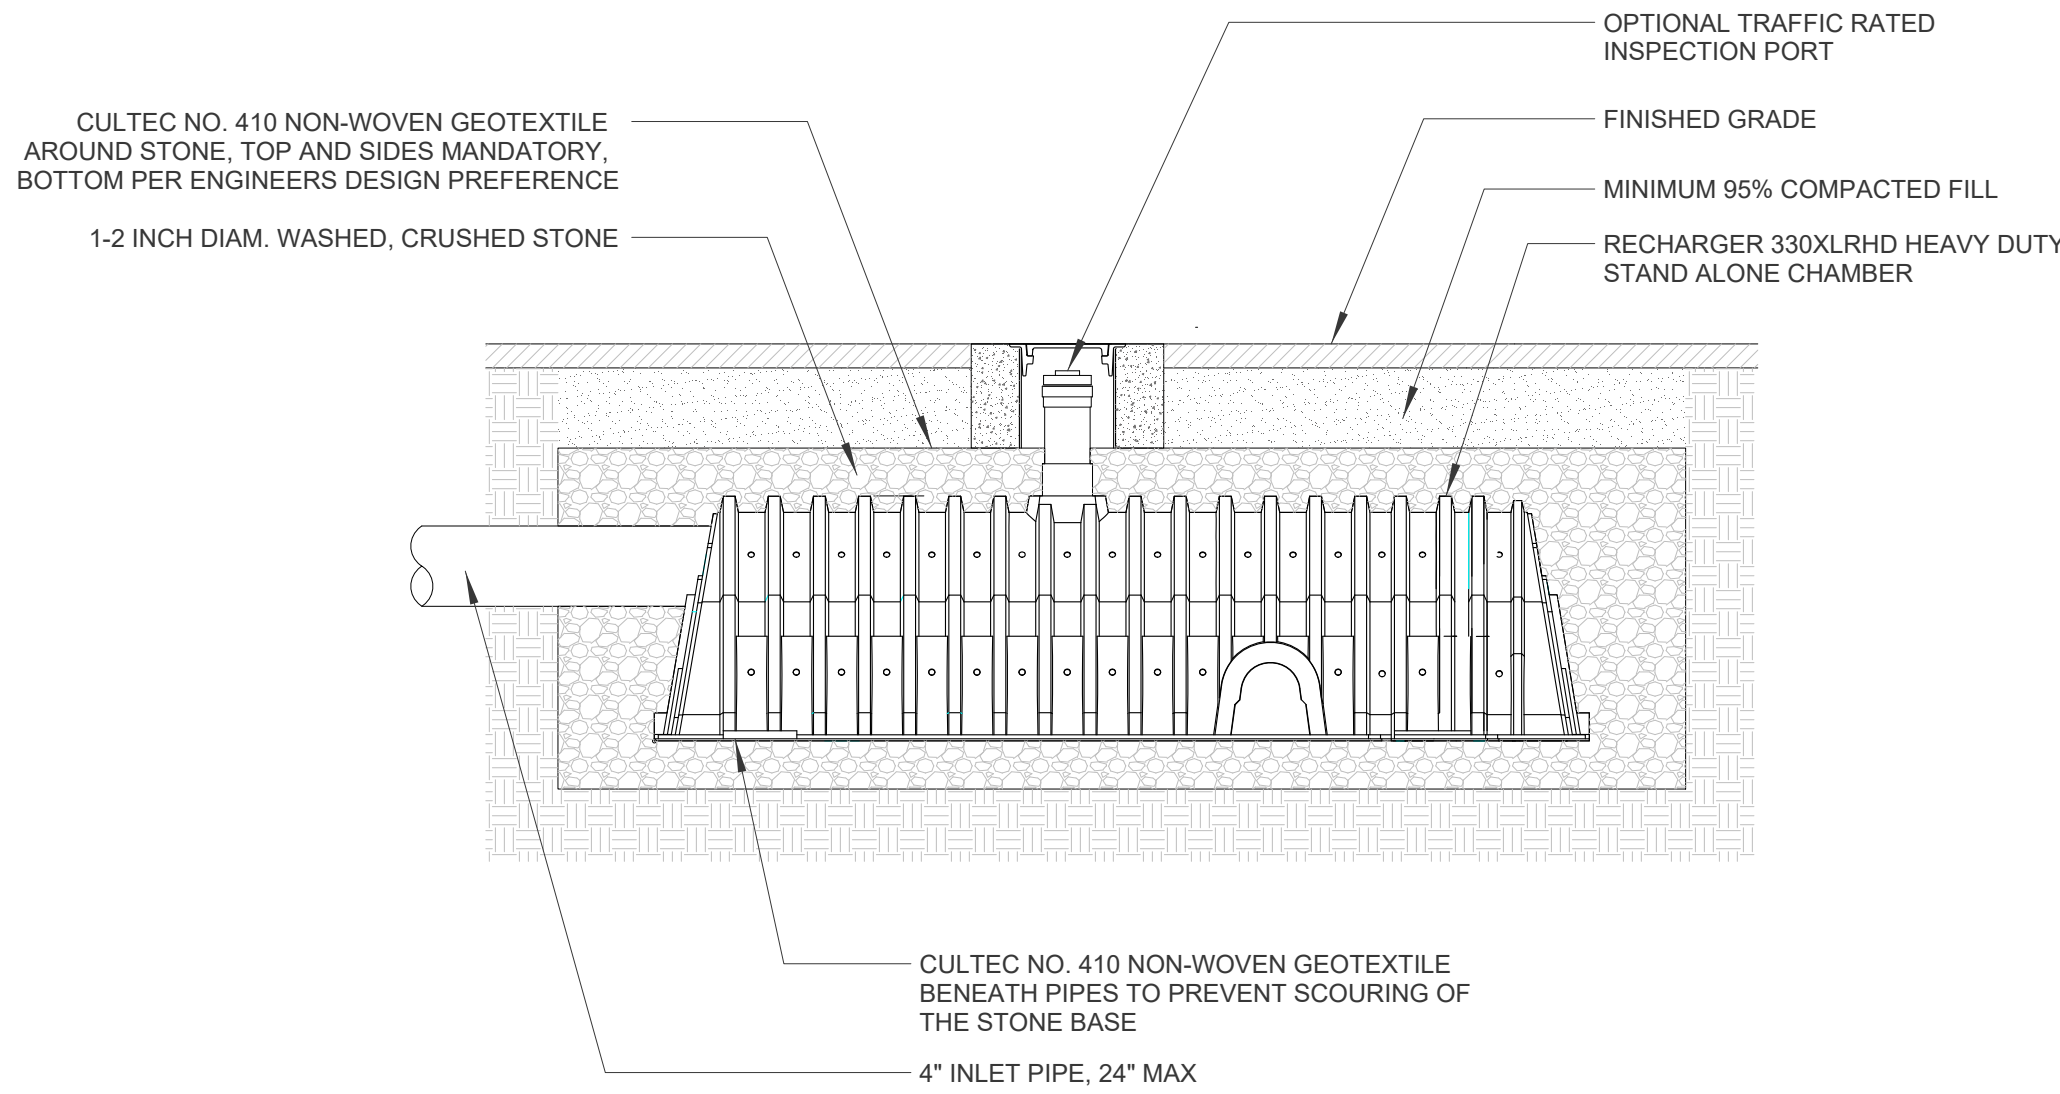 OPTIONAL TRAFFIC RATED
INSPECTION PORT
FINISHED GRADE
MINIMUM 95% COMPACTED FILL
RECHARGER 330XLRHD HEAVY DUTY
STAND ALONE CHAMBER
CULTEC NO. 410 NON-WOVEN GEOTEXTILE
AROUND STONE, TOP AND SIDES MANDATORY,
BOTTOM PER ENGINEERS DESIGN PREFERENCE
1-2 INCH DIAM. WASHED, CRUSHED STONE
CULTEC NO. 410 NON-WOVEN GEOTEXTILE
BENEATH PIPES TO PREVENT SCOURING OF
THE STONE BASE
4" INLET PIPE, 24" MAX